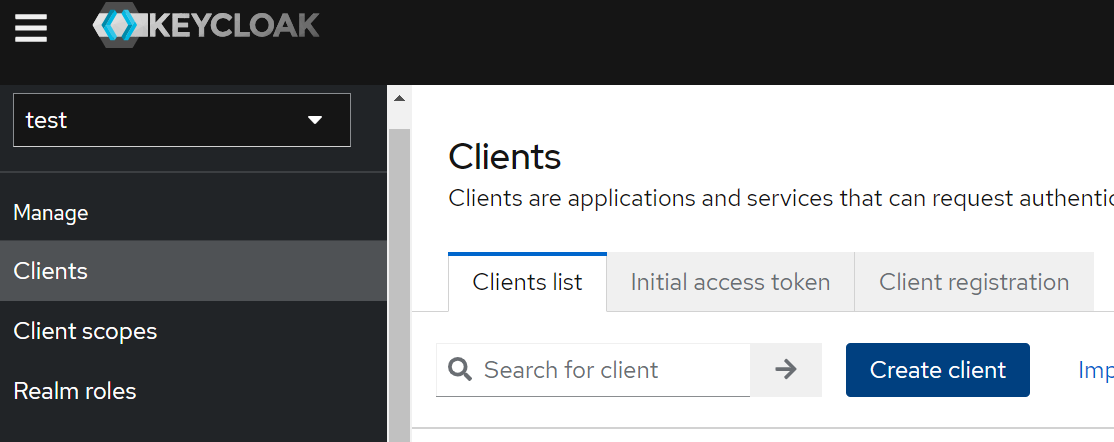 KEYCLOAK
test
Manage
Clients
Client scopes
Realm roles
Clients
Clients are applications and services that can request authentic
Clients list
Initial access token
Client registration
Search for client
Create client
Imp